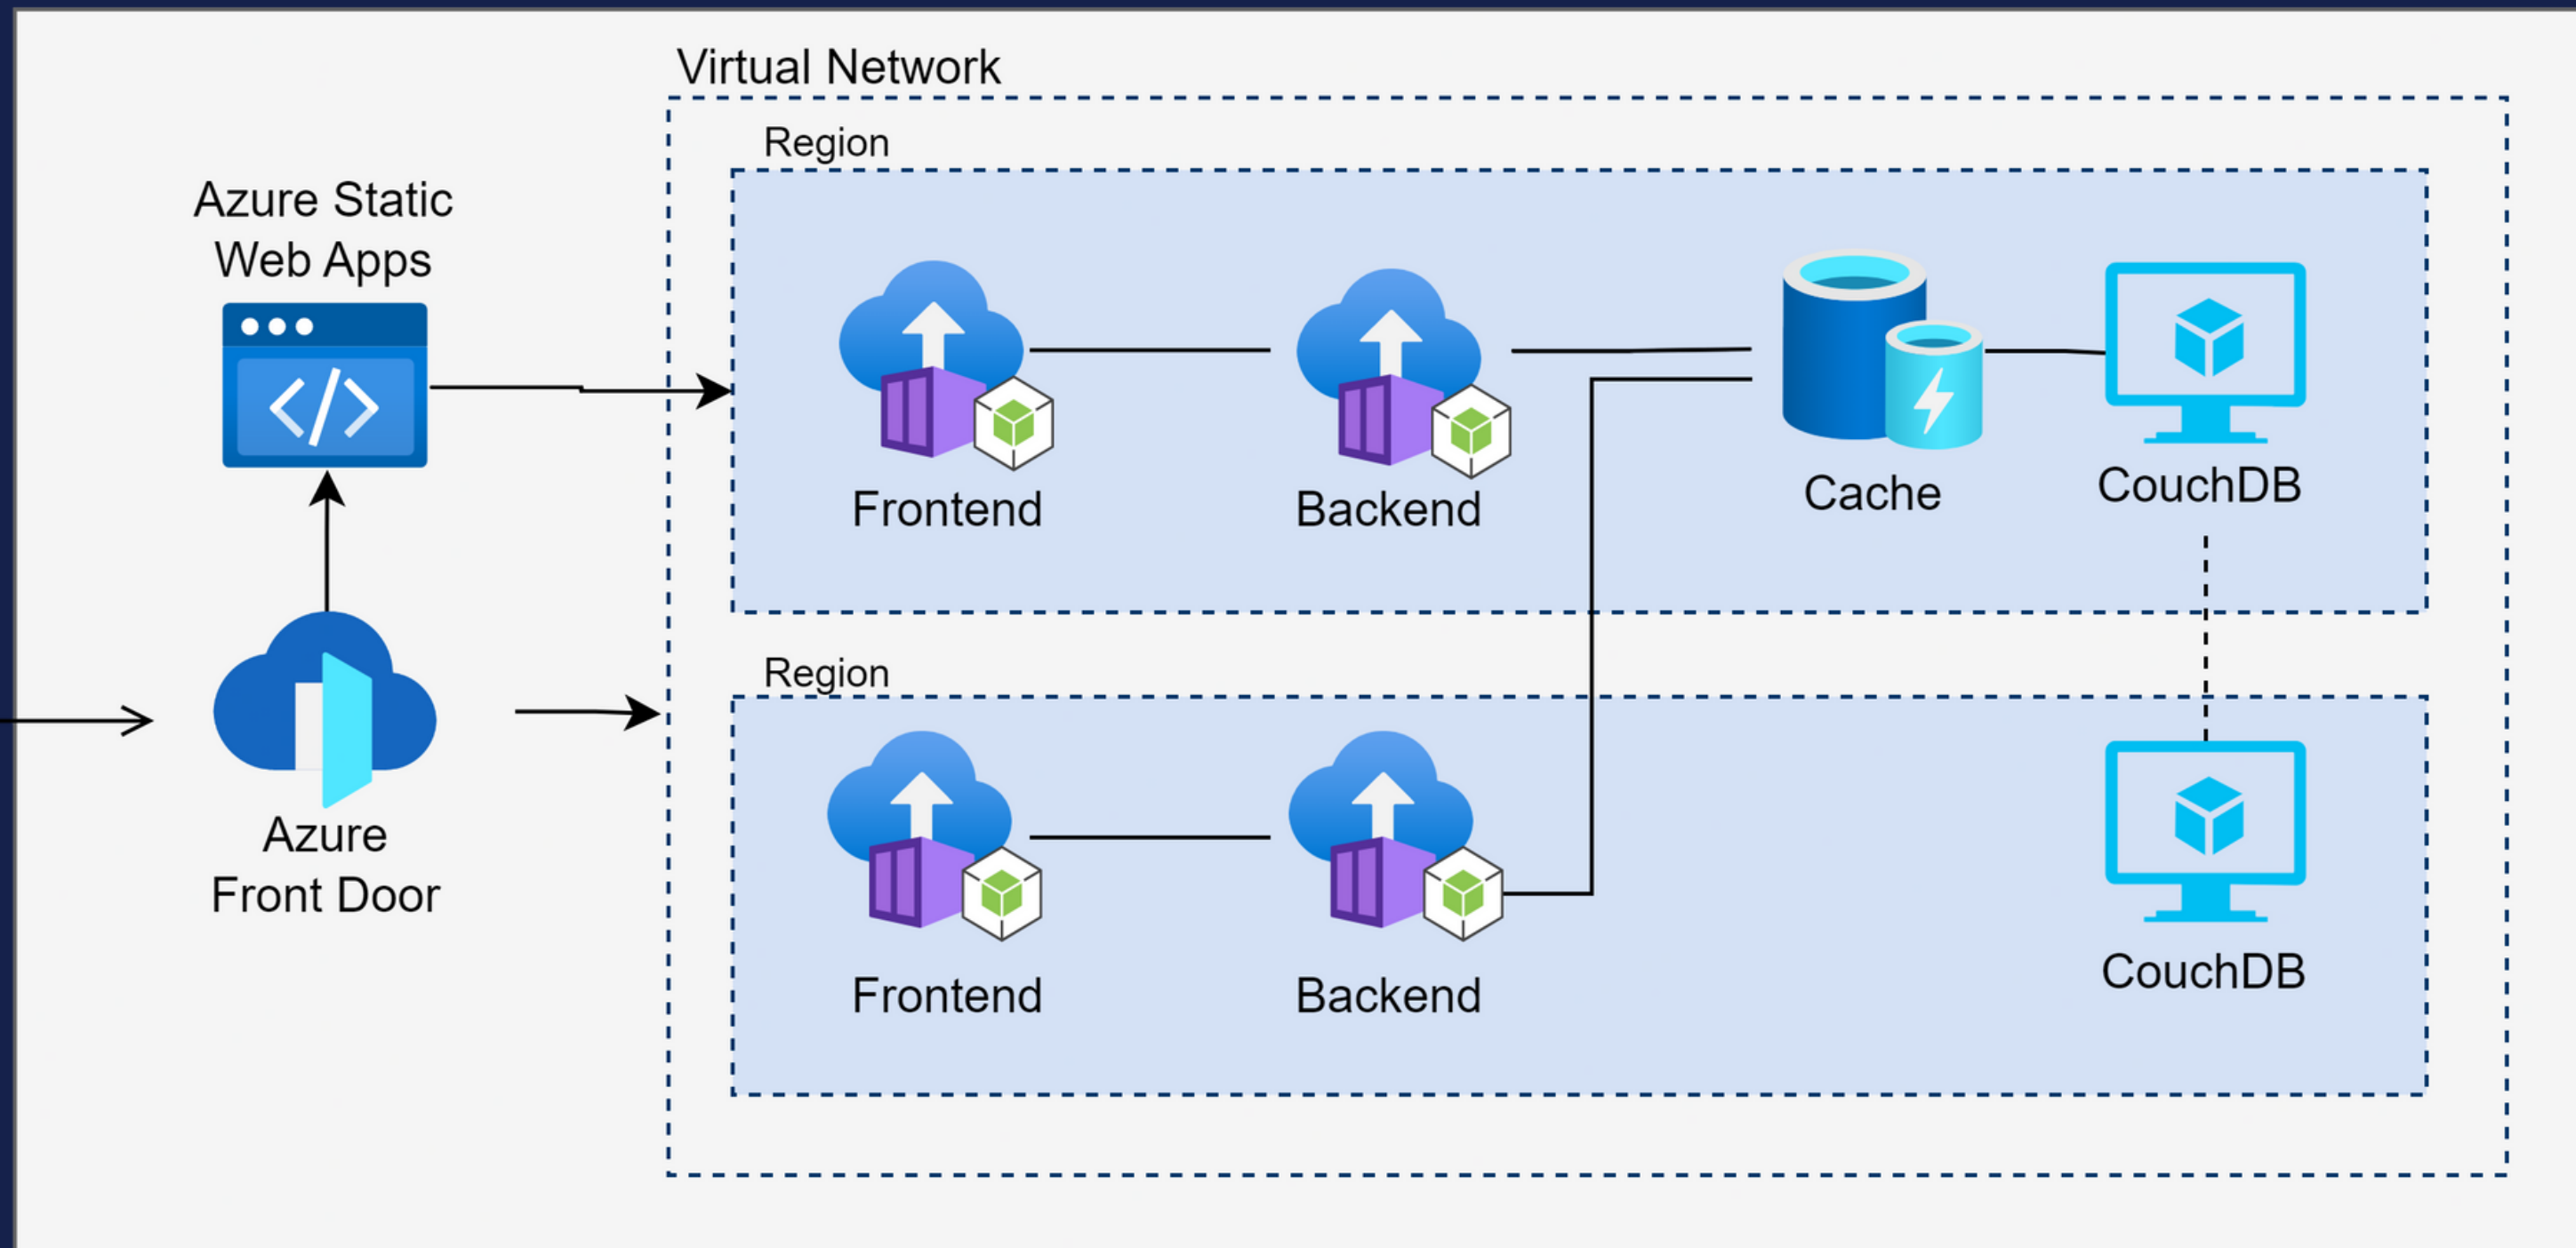 Virtual Network
Region
Azure Static
Web Apps
Frontend
Backend
Cache
CouchDB
Region
Azure
Front Door
Frontend
Backend
CouchDB